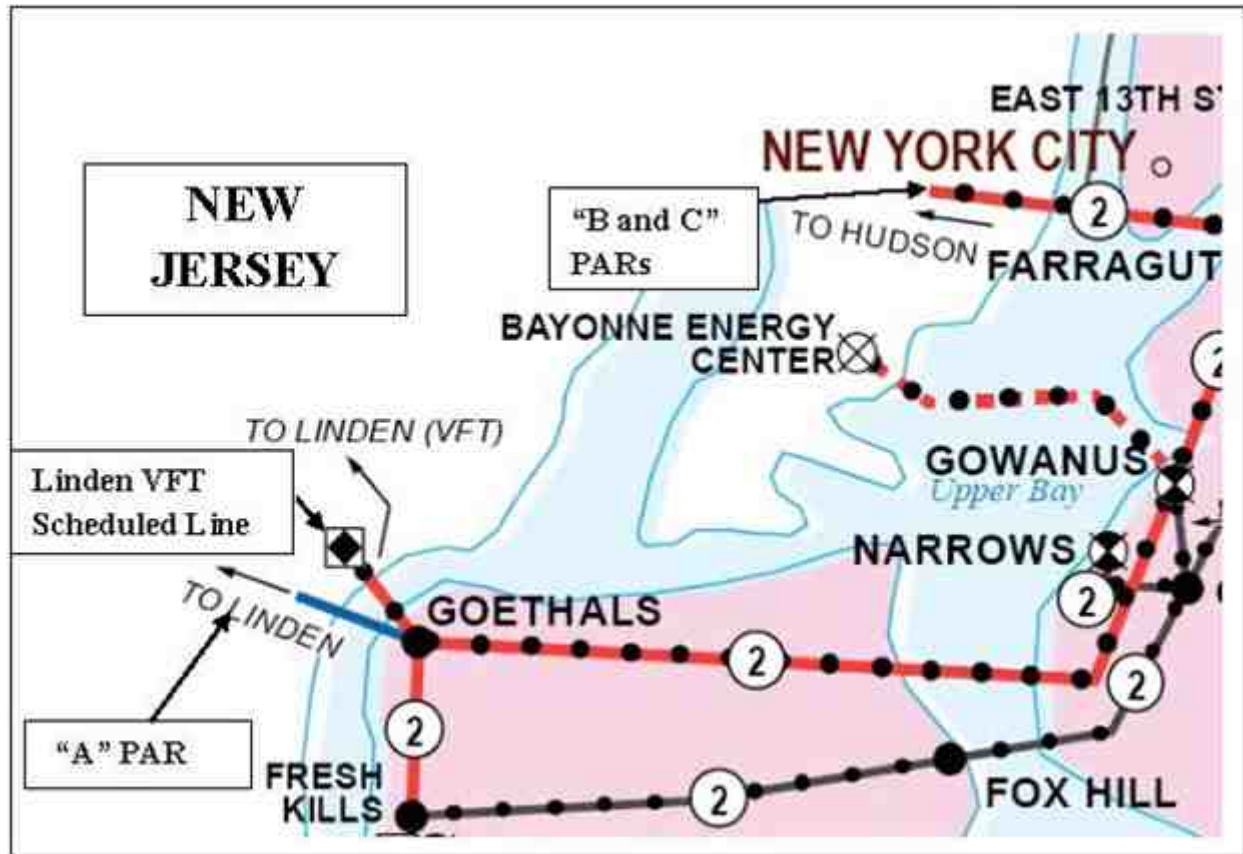 EAST 13TH ST
NEW YORK CITY
NEW
JERSEY
"B and C"
PARs
2
TO HUDSON
FARRAGUT
BAYONNE ENERGY
CENTER
2
TO LINDEN (VFT)
GOWANUS
Upper Bay
Linden VFT
Scheduled Line
NARROWS
2
TO LINDEN
GOETHALS
2
2
2
"A" PAR
FRESH
KILLS
2
FOX HILL